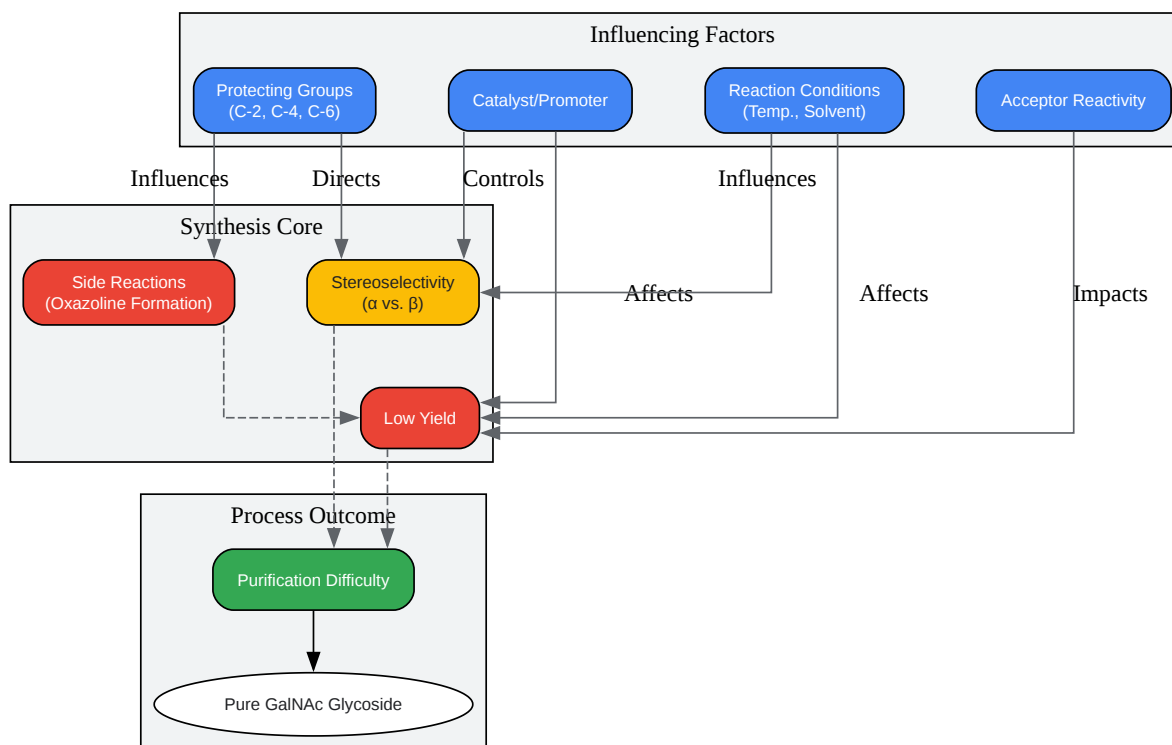 Influencing Factors
Protecting Groups
(C-2, C-4, C-6)
Catalyst/Promoter
Reaction Conditions
(Temp., Solvent)
Acceptor Reactivity
Influences
Directs
Controls
Influences
Synthesis Core
Side Reactions
(Oxazoline Formation)
Stereoselectivity
(α vs. β)
Affects
Affects
Impacts
Low Yield
Process Outcome
Purification Difficulty
Pure GalNAc Glycoside